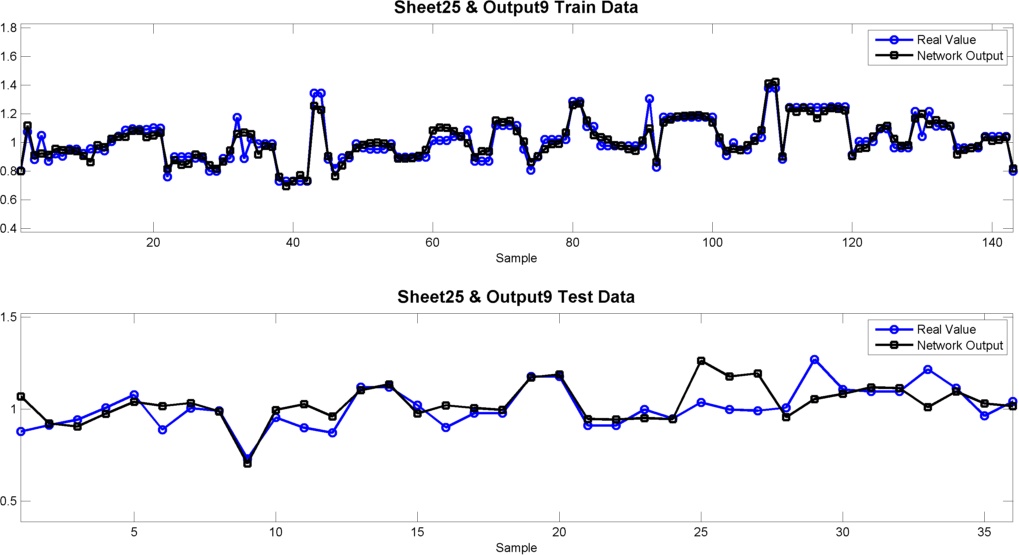 Sheet25 & Output9 Train Data
1.8
1.6
1.4
1.2
1
0.8
0.6
0.4
Real Value
Network Output
20 40 60 80 100 120 140
Sample
Sheet25 & Output9 Test Data
1.5
1
0.5
Real Value
Network Output
5 10 15 20 25 30 35
Sample